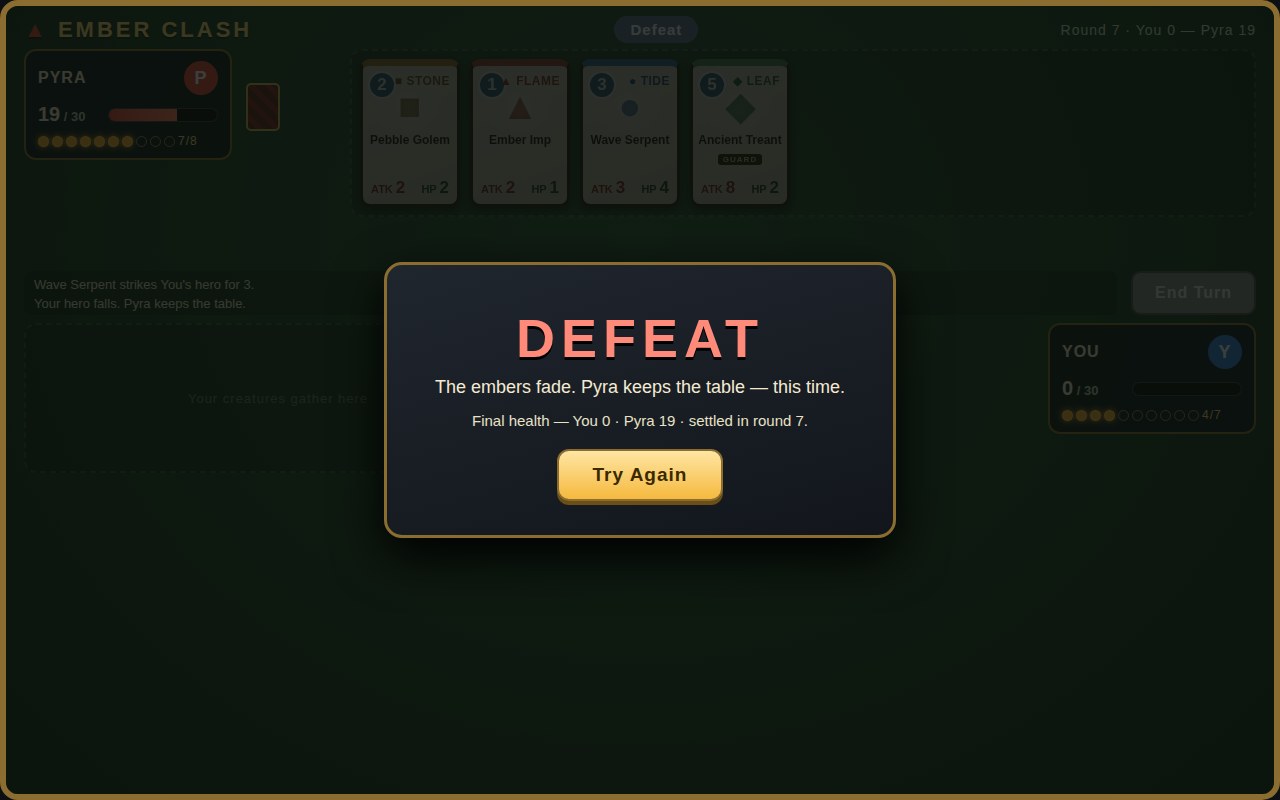 ▲ EMBER CLASH
Defeat
Round 7 · You 0 — Pyra 19
PYRA
P
19 / 30
7/8
2 ■ STONE
Pebble Golem
ATK 2 HP 2
1 ▲ FLAME
Ember Imp
ATK 2 HP 1
3 ● TIDE
Wave Serpent
ATK 3 HP 4
5 ◆ LEAF
Ancient Treant
GUARD
ATK 8 HP 2
Wave Serpent strikes You's hero for 3.
Your hero falls. Pyra keeps the table.
End Turn
DEFEAT
The embers fade. Pyra keeps the table — this time.
Final health — You 0 · Pyra 19 · settled in round 7.
Try Again
Your creatures gather here
YOU
Y
0 / 30
4/7